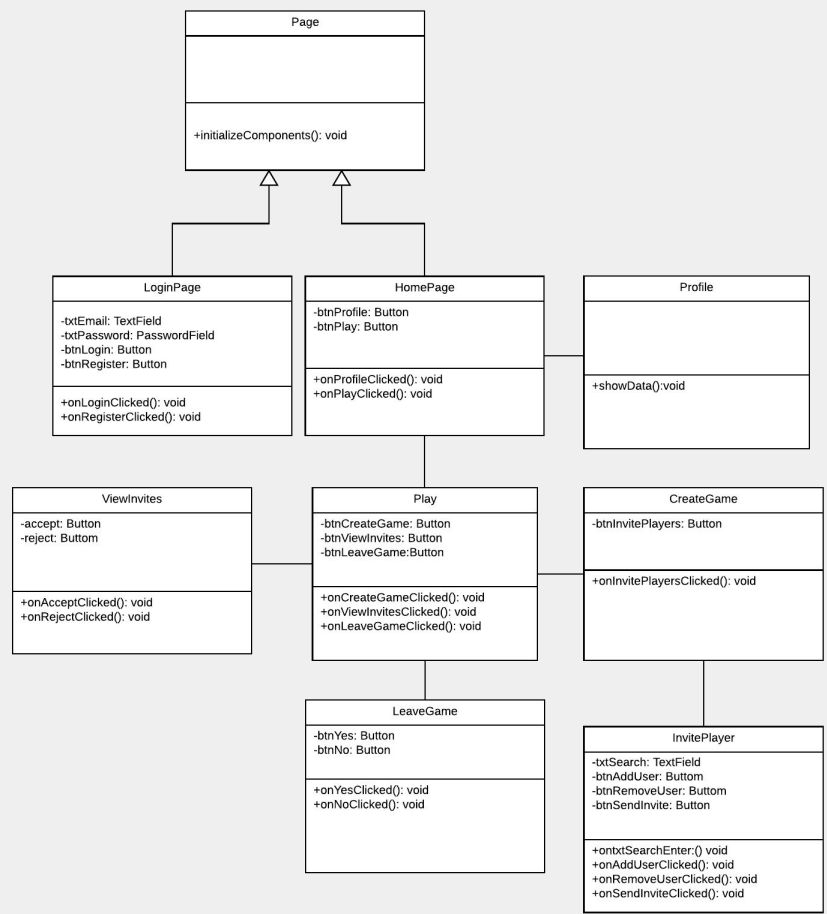 Page
+initializeComponents(): void
LoginPage
-txtEmail: TextField
-txtPassword: PasswordField
-btnLogin: Button
-btnRegister: Button
+onLoginClicked(): void
+onRegisterClicked(): void
HomePage
-btnProfile: Button
-btnPlay: Button
+onProfileClicked(): void
+onPlayClicked(): void
Profile
+showData():void
ViewInvites
-accept: Button
-reject: Buttom
+onAcceptClicked(): void
+onRejectClicked(): void
Play
-btnCreateGame: Button
-btnViewInvites: Button
-btnLeaveGame:Button
+onCreateGameClicked(): void
+onViewInvitesClicked(): void
+onLeaveGameClicked(): void
CreateGame
-btnInvitePlayers: Button
+onInvitePlayersClicked(): void
LeaveGame
-btnYes: Button
-btnNo: Button
+onYesClicked(): void
+onNoClicked(): void
InvitePlayer
-txtSearch: TextField
-btnAddUser: Buttom
-btnRemoveUser: Buttom
-btnSendInvite: Button
+ontxtSearchEnter:() void
+onAddUserClicked(): void
+onRemoveUserClicked(): void
+onSendInviteClicked(): void